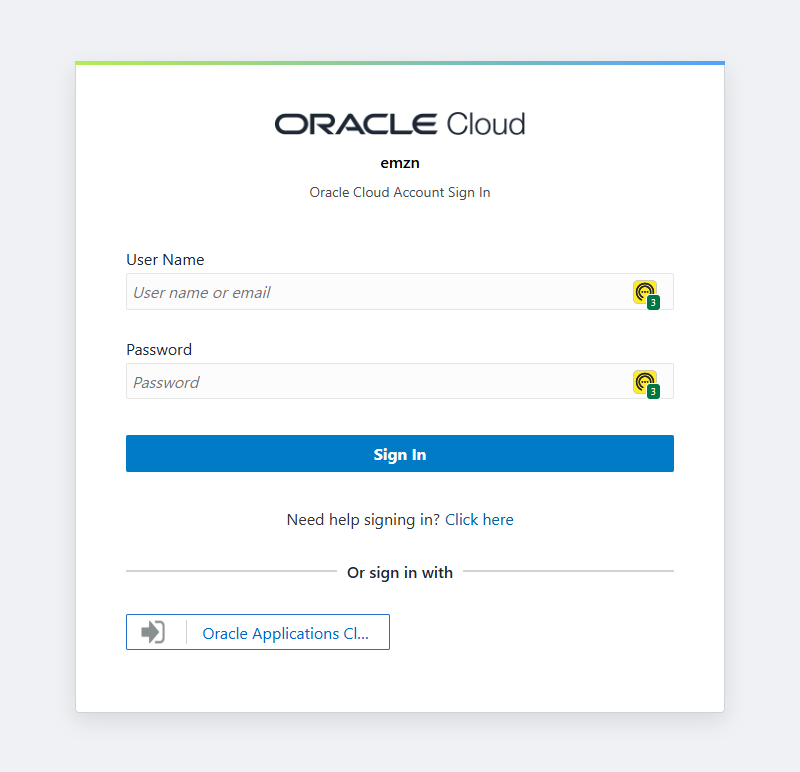 ORACLE Cloud
emzn
Oracle Cloud Account Sign In
User Name
User name or email
3
Password
Password
3
Sign In
Need help signing in? Click here
Or sign in with
Oracle Applications Cl...